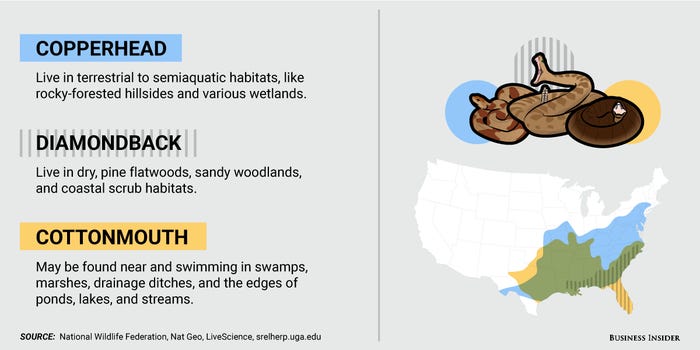 COPPERHEAD
Live in terrestrial to semiaquatic habitats, like
rocky-forested hillsides and various wetlands.
DIAMONDBACK
Live in dry, pine flatwoods, sandy woodlands,
and coastal scrub habitats.
COTTONMOUTH
May be found near and swimming in swamps,
marshes, drainage ditches, and the edges of
ponds, lakes, and streams.
SOURCE: National Wildlife Federation, Nat Geo, LiveScience, srelherp.uga.edu
BUSINESS INSIDER